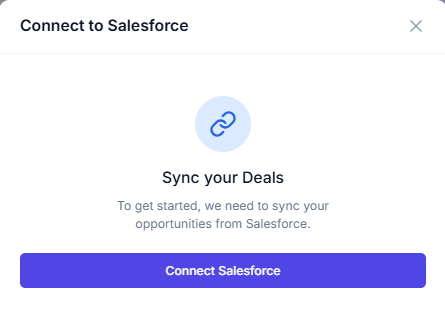 Connect to Salesforce
Sync your Deals
To get started, we need to sync your
opportunities from Salesforce.
Connect Salesforce